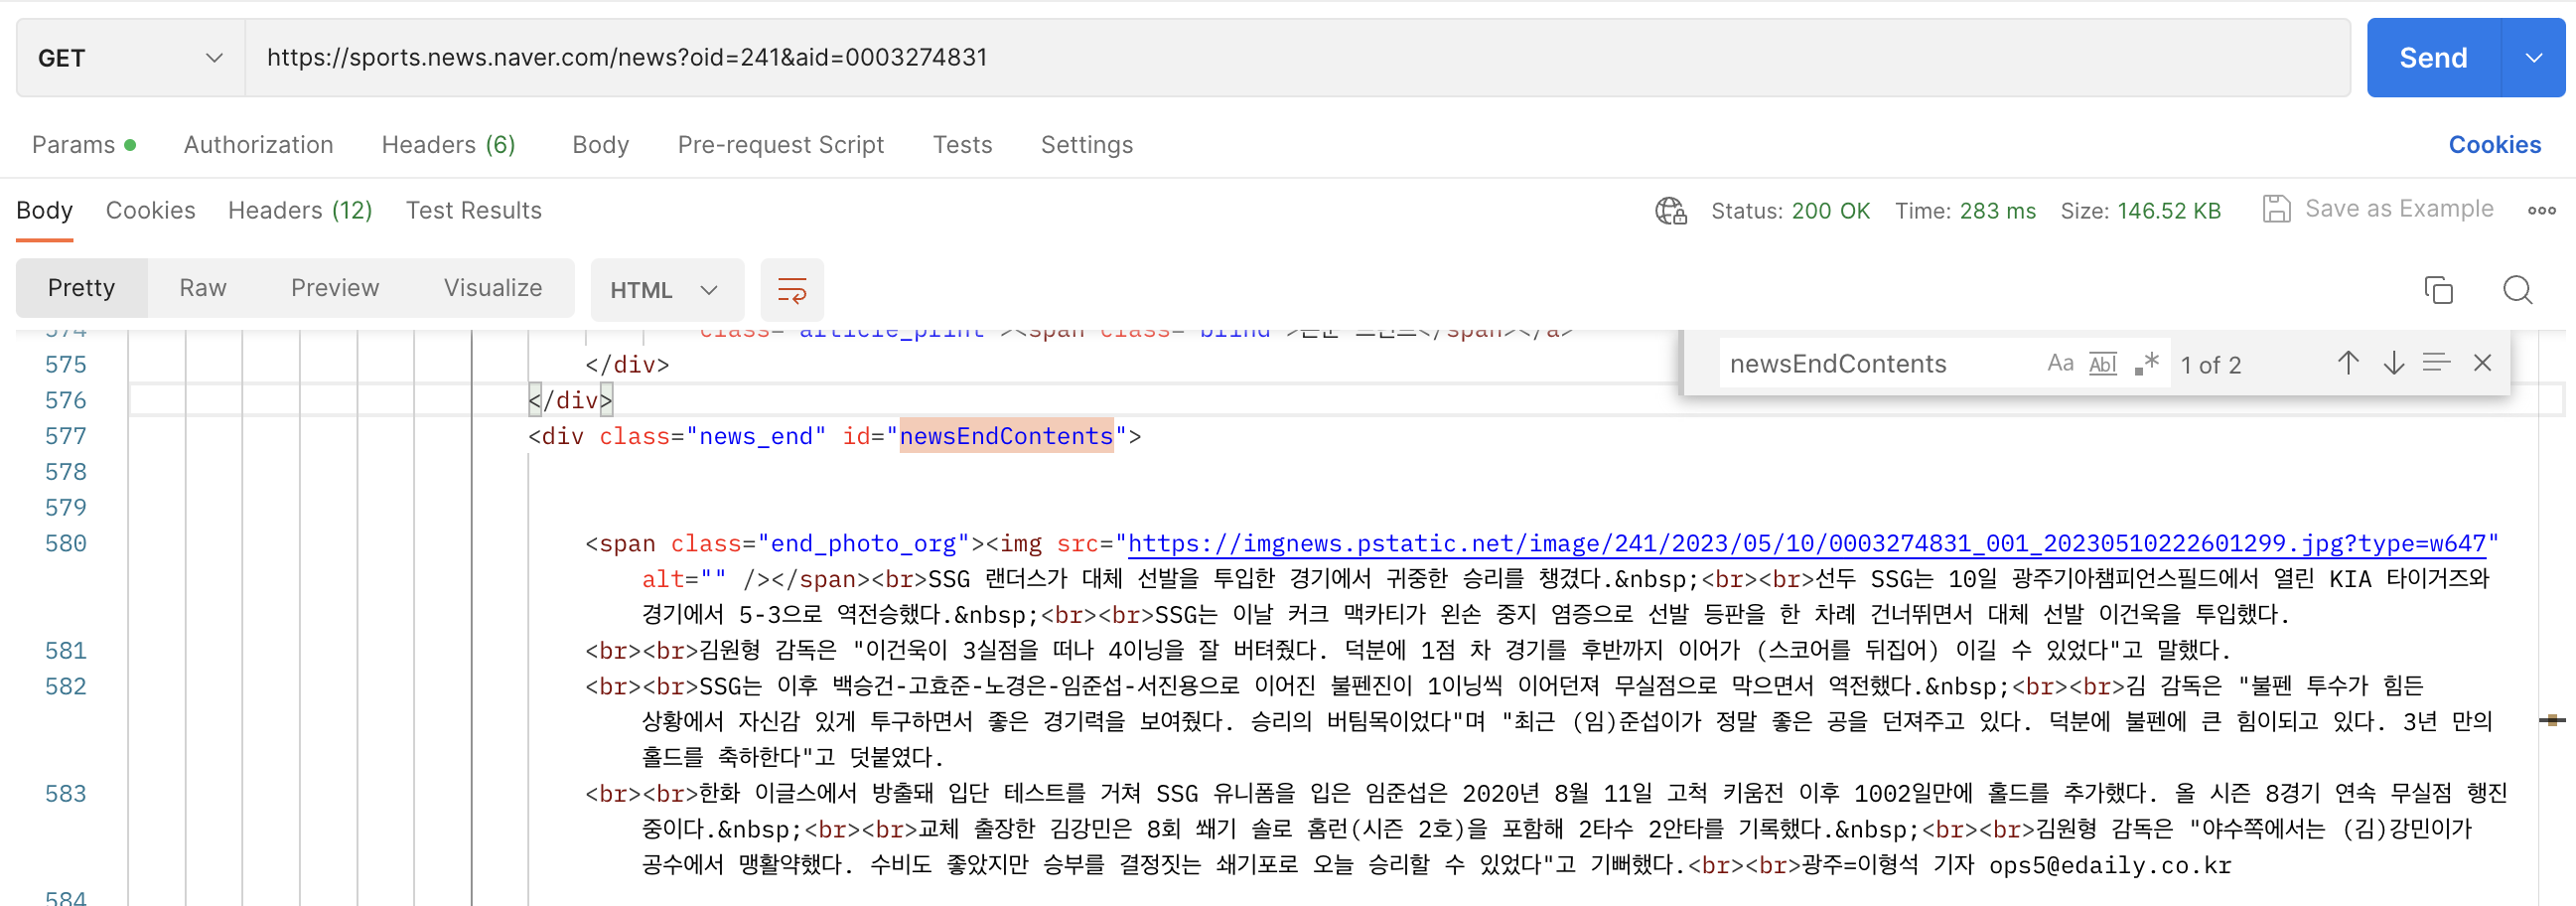 GET https://sports.news.naver.com/news?oid=241&aid=0003274831 Send
Params Authorization Headers (6) Body Pre-request Script Tests Settings Cookies
Body Cookies Headers (12) Test Results Status: 200 OK Time: 283 ms Size: 146.52 KB Save as Example
Pretty Raw Preview Visualize HTML
574 class="article_print"><span class="blind">본문 프린트</span></a>
newsEndContents Aa Abl .* 1 of 2
575 </div>
576 </div>
577 <div class="news_end" id="newsEndContents">
578
579
580 <span class="end_photo_org"><img src="https://imgnews.pstatic.net/image/241/2023/05/10/0003274831_001_20230510222601299.jpg?type=w647"
alt="" /></span><br>SSG 랜더스가 대체 선발을 투입한 경기에서 귀중한 승리를 챙겼다.&nbsp;<br><br>선두 SSG는 10일 광주기아챔피언스필드에서 열린 KIA 타이거즈와
경기에서 5-3으로 역전승했다.&nbsp;<br><br>SSG는 이날 커크 맥카티가 왼손 중지 염증으로 선발 등판을 한 차례 건너뛰면서 대체 선발 이건욱을 투입했다.
581 <br><br>김원형 감독은 "이건욱이 3실점을 떠나 4이닝을 잘 버텨줬다. 덕분에 1점 차 경기를 후반까지 이어가 (스코어를 뒤집어) 이길 수 있었다"고 말했다.
582 <br><br>SSG는 이후 백승건-고효준-노경은-임준섭-서진용으로 이어진 불펜진이 1이닝씩 이어던져 무실점으로 막으면서 역전했다.&nbsp;<br><br>김 감독은 "불펜 투수가 힘든
상황에서 자신감 있게 투구하면서 좋은 경기력을 보여줬다. 승리의 버팀목이었다"며 "최근 (임)준섭이가 정말 좋은 공을 던져주고 있다. 덕분에 불펜에 큰 힘이되고 있다. 3년 만의
홀드를 축하한다"고 덧붙였다.
583 <br><br>한화 이글스에서 방출돼 입단 테스트를 거쳐 SSG 유니폼을 입은 임준섭은 2020년 8월 11일 고척 키움전 이후 1002일만에 홀드를 추가했다. 올 시즌 8경기 연속 무실점 행진
중이다.&nbsp;<br><br>교체 출장한 김강민은 8회 쐐기 솔로 홈런(시즌 2호)을 포함해 2타수 2안타를 기록했다.&nbsp;<br><br>김원형 감독은 "야수쪽에서는 (김)강민이가
공수에서 맹활약했다. 수비도 좋았지만 승부를 결정짓는 쇄기포로 오늘 승리할 수 있었다"고 기뻐했다.<br><br>광주=이형석 기자 ops5@edaily.co.kr
584